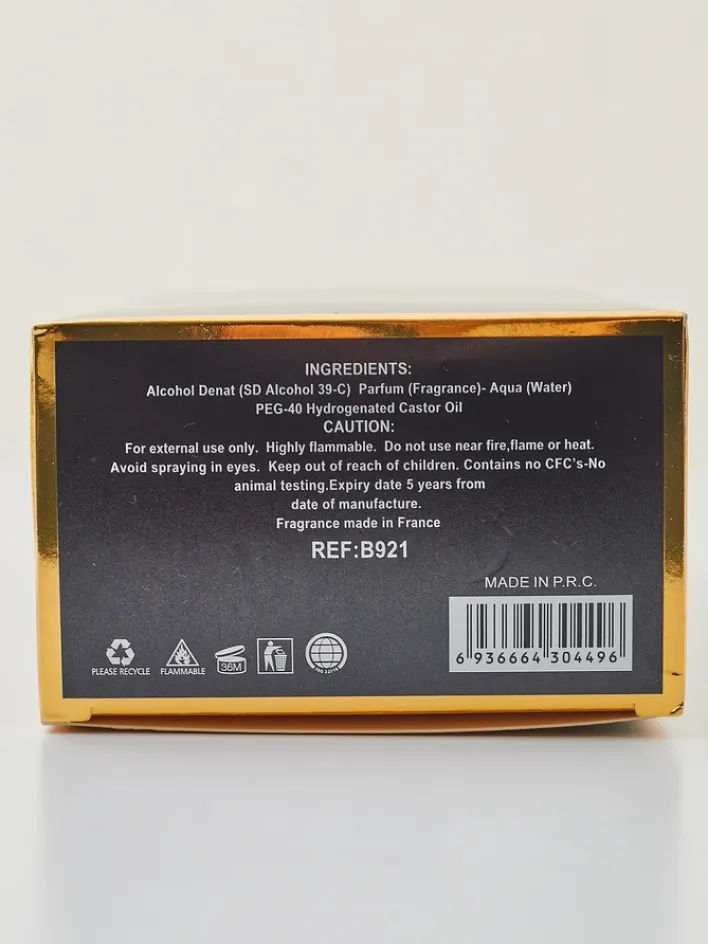 INGREDIENTS:
Alcohol Denat (SD Alcohol 39-C) Parfum (Fragrance)- Aqua (Water)
PEG-40 Hydrogenated Castor Oil
CAUTION:
For external use only. Highly flammable. Do not use near fire,flame or heat.
Avoid spraying in eyes. Keep out of reach of children. Contains no CFC's-No
animal testing.Expiry date 5 years from
date of manufacture.
Fragrance made in France
REF:B921
MADE IN P.R.C.
6 936664 304496
PLEASE RECYCLE
FLAMMABLE
36M